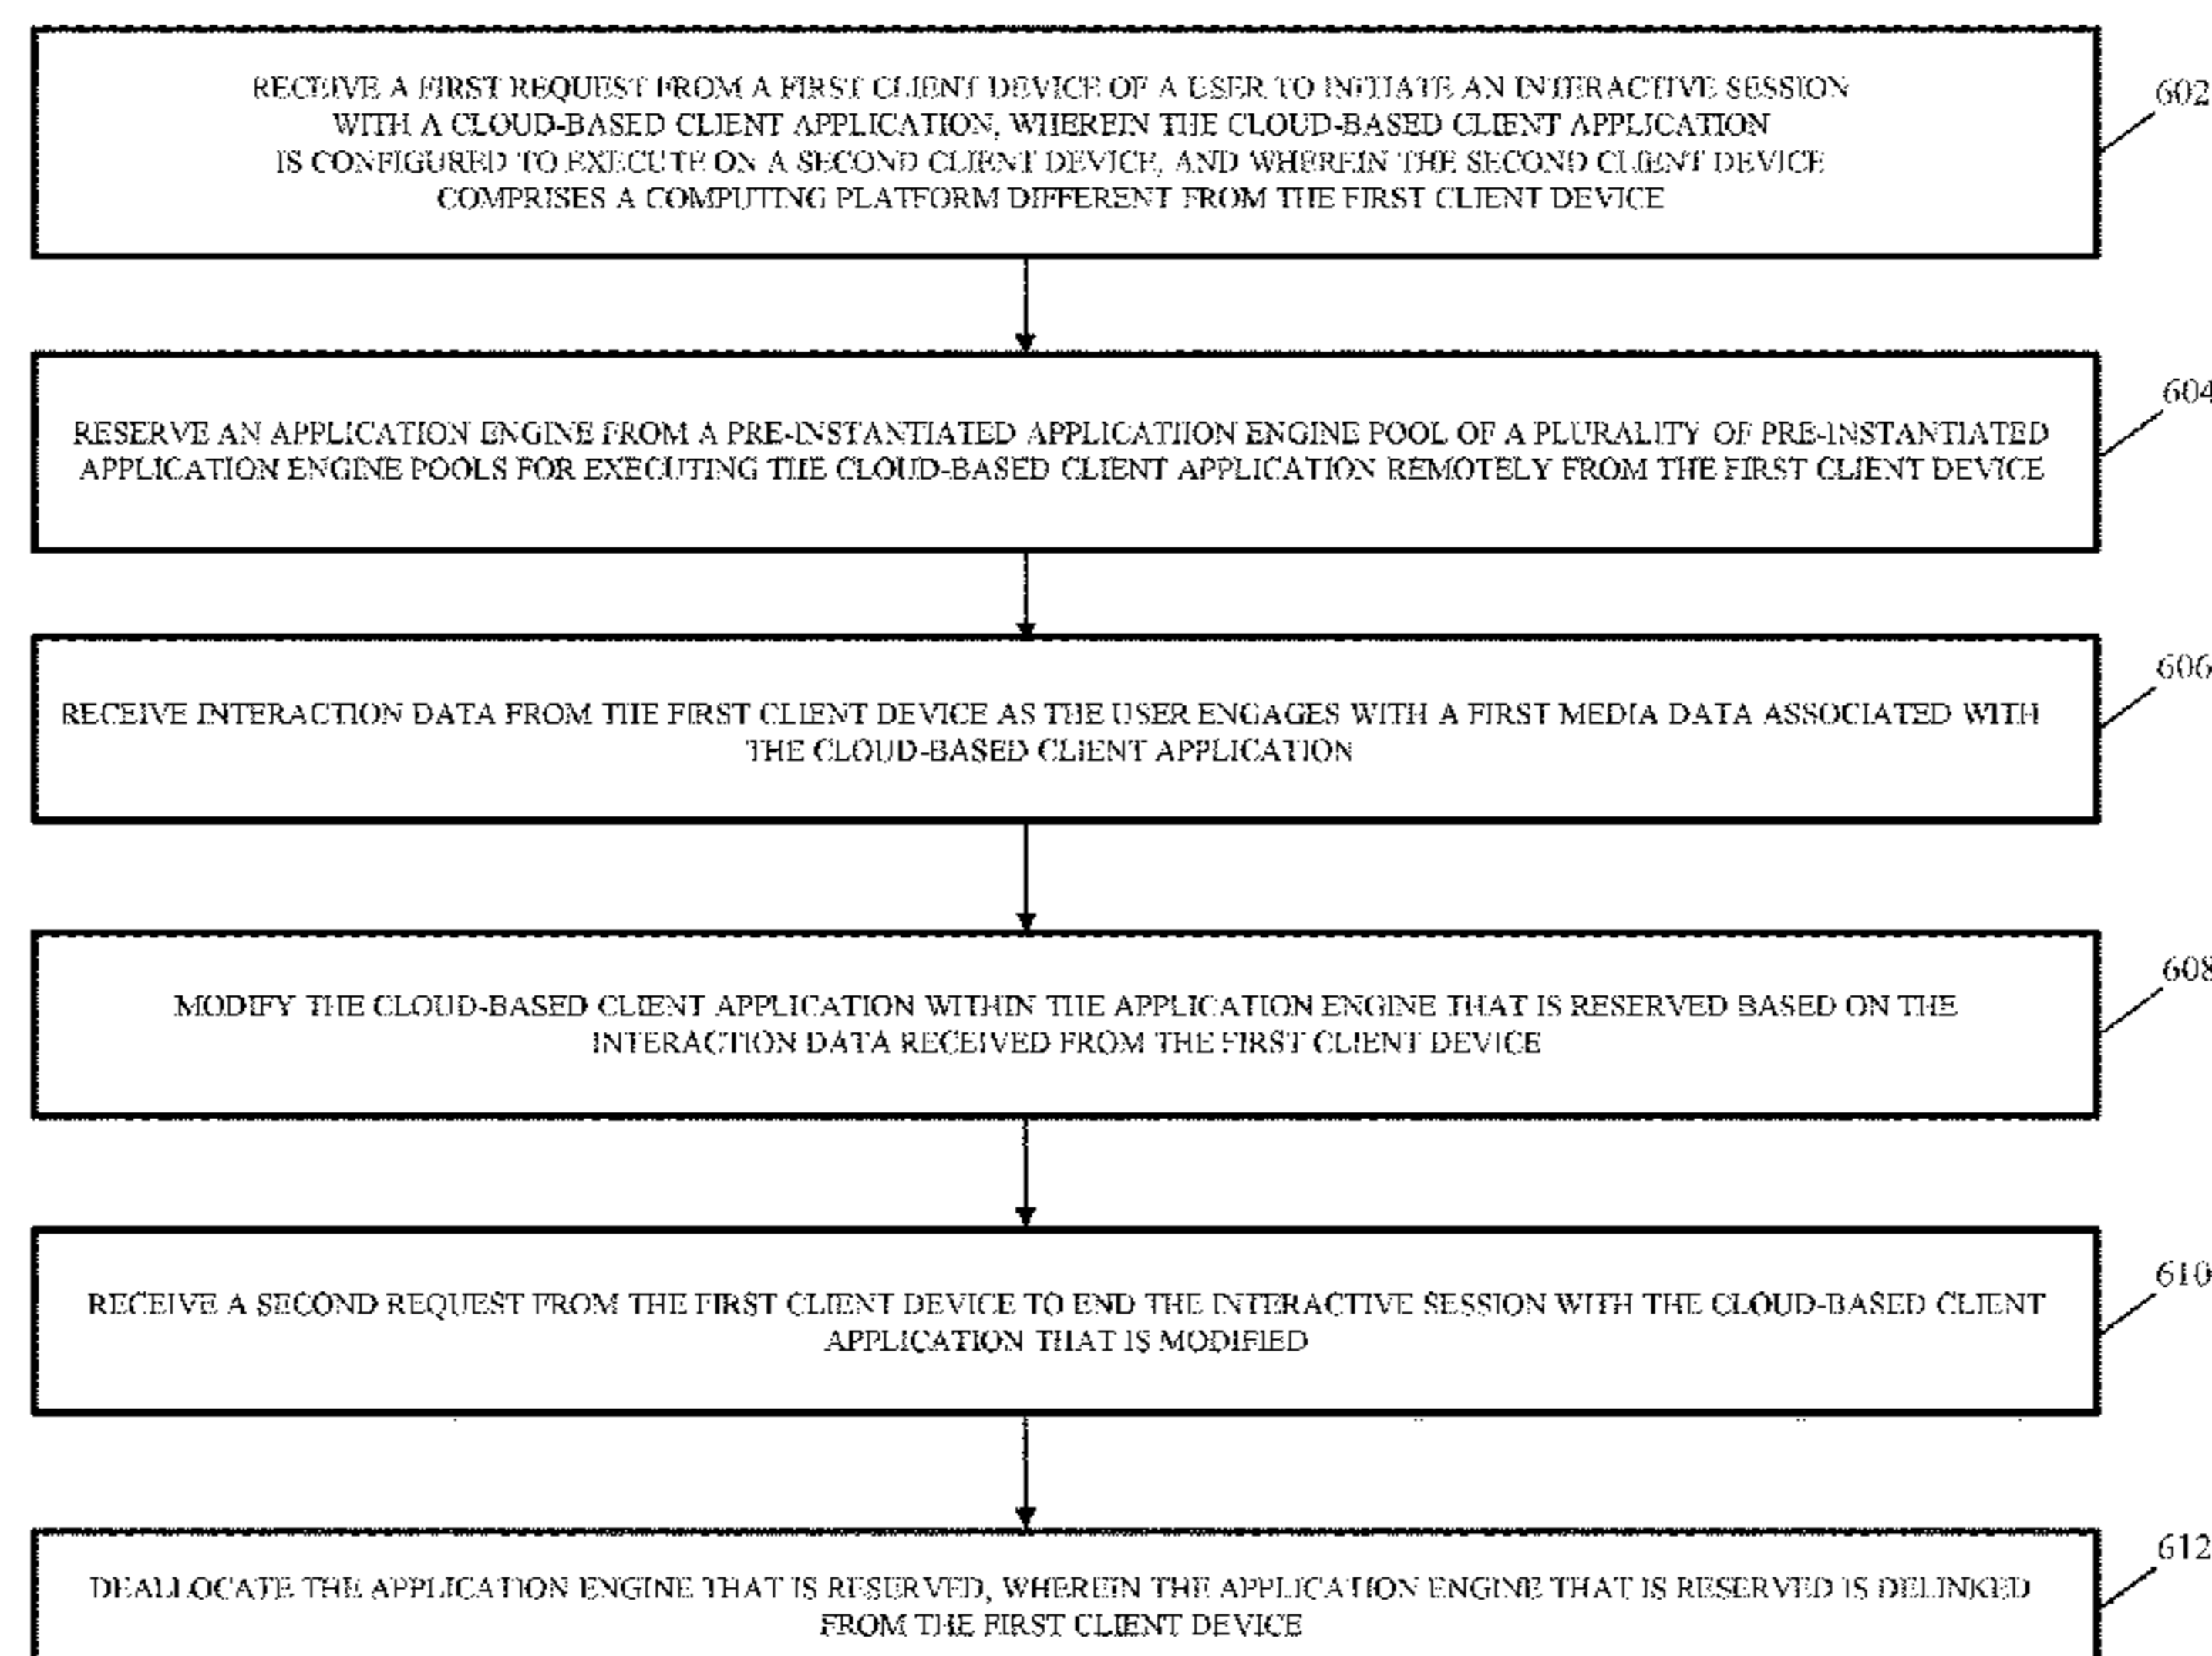 RECEIVE A FIRST REQUEST FROM A FIRST CLIENT DEVICE OF A USER TO INITIATE AN INTERACTIVE SESSION
WITH A CLOUD-BASED CLIENT APPLICATION, WHEREIN THE CLOUD-BASED CLIENT APPLICATION
IS CONFIGURED TO EXECUTE ON A SECOND CLIENT DEVICE, AND WHEREIN THE SECOND CLIENT DEVICE
COMPRISES A COMPUTING PLATFORM DIFFERENT FROM THE FIRST CLIENT DEVICE
602
RESERVE AN APPLICATION ENGINE FROM A PRE-INSTANTIATED APPLICATIION ENGINE POOL OF A PLURALITY OF PRE-INSTANTIATED
APPLICATION ENGINE POOLS FOR EXECUTING THE CLOUD-BASED CLIENT APPLICATION REMOTELY FROM THE FIRST CLIENT DEVICE
604
RECEIVE INTERACTION DATA FROM THE FIRST CLIENT DEVICE AS THE USER ENGAGES WITH A FIRST MEDIA DATA ASSOCIATED WITH
THE CLOUD-BASED CLIENT APPLICATION
606
MODIFY THE CLOUD-BASED CLIENT APPLICATION WITHIN THE APPLICATION ENGINE THAT IS RESERVED BASED ON THE
INTERACTION DATA RECEIVED FROM THE FIRST CLIENT DEVICE
608
RECEIVE A SECOND REQUEST FROM THE FIRST CLIENT DEVICE TO END THE INTERACTIVE SESSION WITH THE CLOUD-BASED CLIENT
APPLICATION THAT IS MODIFIED
610
DEALLOCATE THE APPLICATION ENGINE THAT IS RESERVED, WHEREIN THE APPLICATION ENGINE THAT IS RESERVED IS DELINKED
FROM THE FIRST CLIENT DEVICE
612